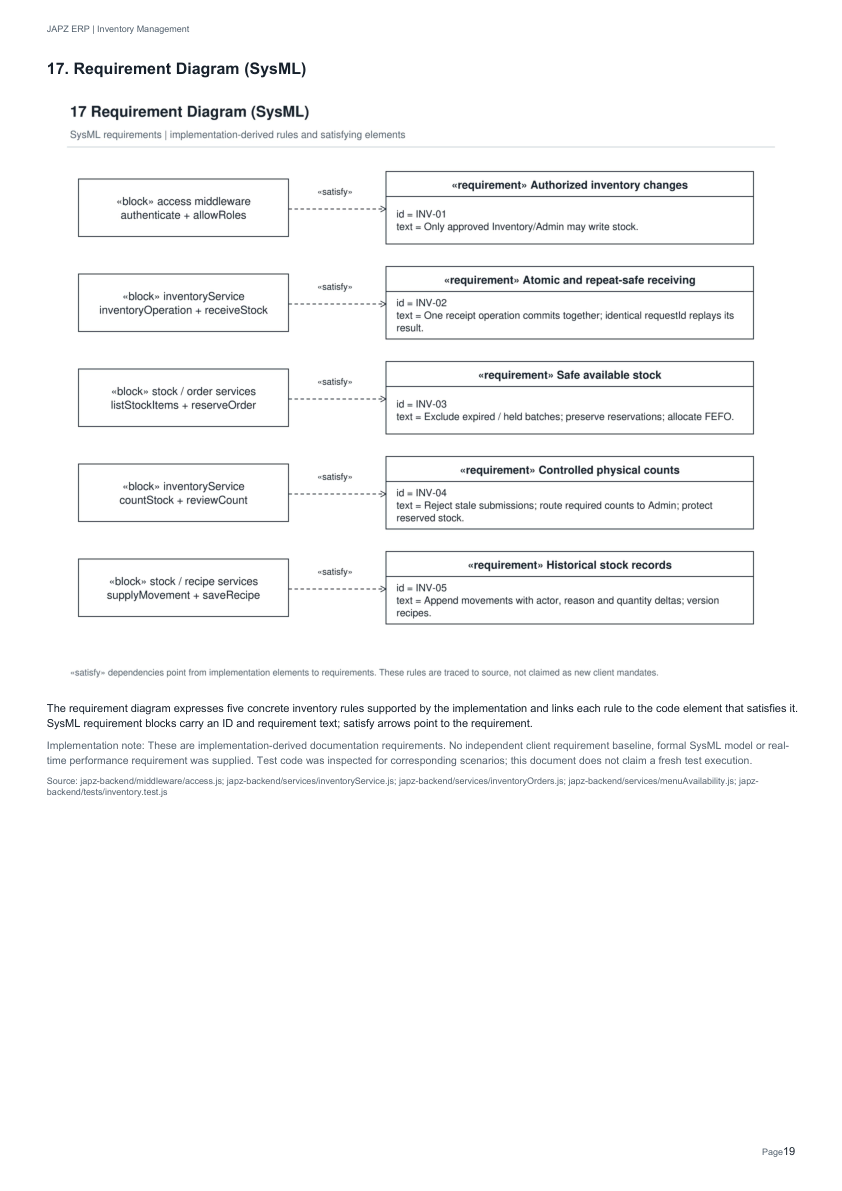 JAPZ ERP | Inventory Management
17. Requirement Diagram (SysML)
17 Requirement Diagram (SysML)
SysML requirements | implementation-derived rules and satisfying elements
«block» access middleware
authenticate + allowRoles
«satisfy»
«requirement» Authorized inventory changes
id = INV-01
text = Only approved Inventory/Admin may write stock.
«block» inventoryService
inventoryOperation + receiveStock
«satisfy»
«requirement» Atomic and repeat-safe receiving
id = INV-02
text = One receipt operation commits together; identical requestId replays its
result.
«block» stock / order services
listStockItems + reserveOrder
«satisfy»
«requirement» Safe available stock
id = INV-03
text = Exclude expired / held batches; preserve reservations; allocate FEFO.
«block» inventoryService
countStock + reviewCount
«satisfy»
«requirement» Controlled physical counts
id = INV-04
text = Reject stale submissions; route required counts to Admin; protect
reserved stock.
«block» stock / recipe services
supplyMovement + saveRecipe
«satisfy»
«requirement» Historical stock records
id = INV-05
text = Append movements with actor, reason and quantity deltas; version
recipes.
«satisfy» dependencies point from implementation elements to requirements. These rules are traced to source, not claimed as new client mandates.
The requirement diagram expresses five concrete inventory rules supported by the implementation and links each rule to the code element that satisfies it.
SysML requirement blocks carry an ID and requirement text; satisfy arrows point to the requirement.
Implementation note: These are implementation-derived documentation requirements. No independent client requirement baseline, formal SysML model or real-
time performance requirement was supplied. Test code was inspected for corresponding scenarios; this document does not claim a fresh test execution.
Source: japz-backend/middleware/access.js; japz-backend/services/inventoryService.js; japz-backend/services/inventoryOrders.js; japz-backend/services/menuAvailability.js; japz-
backend/tests/inventory.test.js
Page19